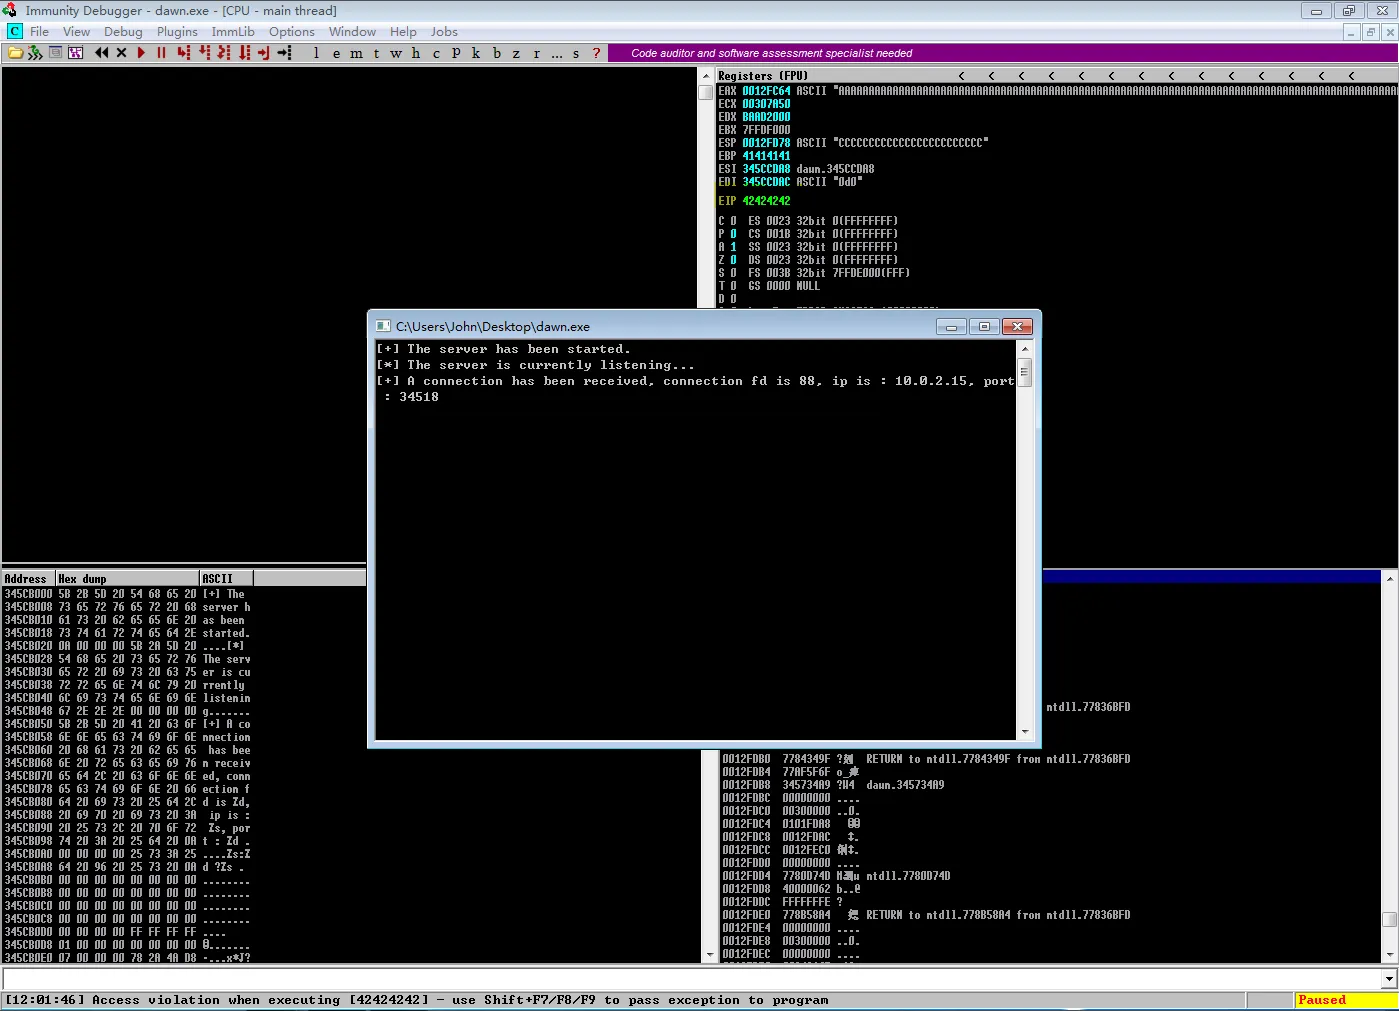 Immunity Debugger - dawn.exe - [CPU - main thread]
C File View Debug Plugins ImmLib Options Window Help Jobs
l e m t w h c P k b z r ... s ?
Code auditor and software assessment specialist needed
Registers (FPU) < < < < < < < < < < < < < <
EAX 0012FC64 ASCII
ECX 00307A50
EDX BAAD2000
EBX 7FFDF000
ESP 0012FD78 ASCII "CCCCCCCCCCCCCCCCCCCCCCCC"
EBP 41414141
ESI 345CCDA8 dawn.345CCDA8
EDI 345CCDAC ASCII "0d0"
EIP 42424242
C 0 ES 0023 32bit 0(FFFFFFFF)
P 0 CS 001B 32bit 0(FFFFFFFF)
A 1 SS 0023 32bit 0(FFFFFFFF)
Z 0 DS 0023 32bit 0(FFFFFFFF)
S 0 FS 003B 32bit 7FFDE000(FFF)
T 0 GS 0000 NULL
D 0
C:\Users\John\Desktop\dawn.exe
[+] The server has been started.
[*] The server is currently listening...
[+] A connection has been received, connection fd is 88, ip is : 10.0.2.15, port
: 34518
Address Hex dump ASCII
345CB000 5B 2B 5D 20 54 68 65 20 [+] The
345CB008 73 65 72 76 65 72 20 68 server h
345CB010 61 73 20 62 65 65 6E 20 as been
345CB018 73 74 61 72 74 65 64 2E started.
345CB020 0A 00 00 00 5B 2A 5D 20 ....[*]
345CB028 54 68 65 20 73 65 72 76 The serv
345CB030 65 72 20 69 73 20 63 75 er is cu
345CB038 72 72 65 6E 74 6C 79 20 rrently
345CB040 6C 69 73 74 65 6E 69 6E listenin
345CB048 67 2E 2E 2E 00 00 00 00 g.......
345CB050 5B 2B 5D 20 41 20 63 6F [+] A co
345CB058 6E 6E 65 63 74 69 6F 6E nnection
345CB060 20 68 61 73 20 62 65 65 has bee
345CB068 6E 20 72 65 63 65 69 76 n receiv
345CB070 65 64 2C 20 63 6F 6E 6E ed, conn
345CB078 65 63 74 69 6F 6E 20 66 ection f
345CB080 64 20 69 73 20 25 64 2C d is %d,
345CB088 20 69 70 20 69 73 20 3A ip is :
345CB090 20 25 73 2C 20 70 6F 72 %s, por
345CB098 74 20 3A 20 25 64 20 0A t : %d .
345CB0A0 00 00 00 00 25 73 3A 25 ....%s:%
345CB0A8 64 20 96 20 25 73 20 0A d ?%s .
345CB0B0 00 00 00 00 00 00 00 00 ........
345CB0B8 00 00 00 00 00 00 00 00 ........
345CB0C0 00 00 00 00 00 00 00 00 ........
345CB0C8 00 00 00 00 00 00 00 00 ........
345CB0D0 00 00 00 00 FF FF FF FF ....
345CB0D8 01 00 00 00 00 00 00 00
345CB0E0 07 00 00 00 78 2A 4A D8 -...x*J?
ntdll.77836BFD
0012FDB0 7784349F RETURN to ntdll.7784349F from ntdll.77836BFD
0012FDB4 77AF5F6F
0012FDB8 345734A9 ?W4 dawn.345734A9
0012FDBC 00000000 ....
0012FDC0 00300000 ..0.
0012FDC4 0101FDA8
0012FDC8 0012FDAC
0012FDCC 0012FEC0
0012FDD0 00000000 ....
0012FDD4 7780D74D ntdll.7780D74D
0012FDD8 40000062 b..@
0012FDDC FFFFFFFE ?
0012FDE0 778B58A4 RETURN to ntdll.778B58A4 from ntdll.77836BFD
0012FDE4 00000000 ....
0012FDE8 00300000 ..0.
0012FDEC 00000000 ....
[12:01:46] Access violation when executing [42424242] - use Shift+F7/F8/F9 to pass exception to program
Paused